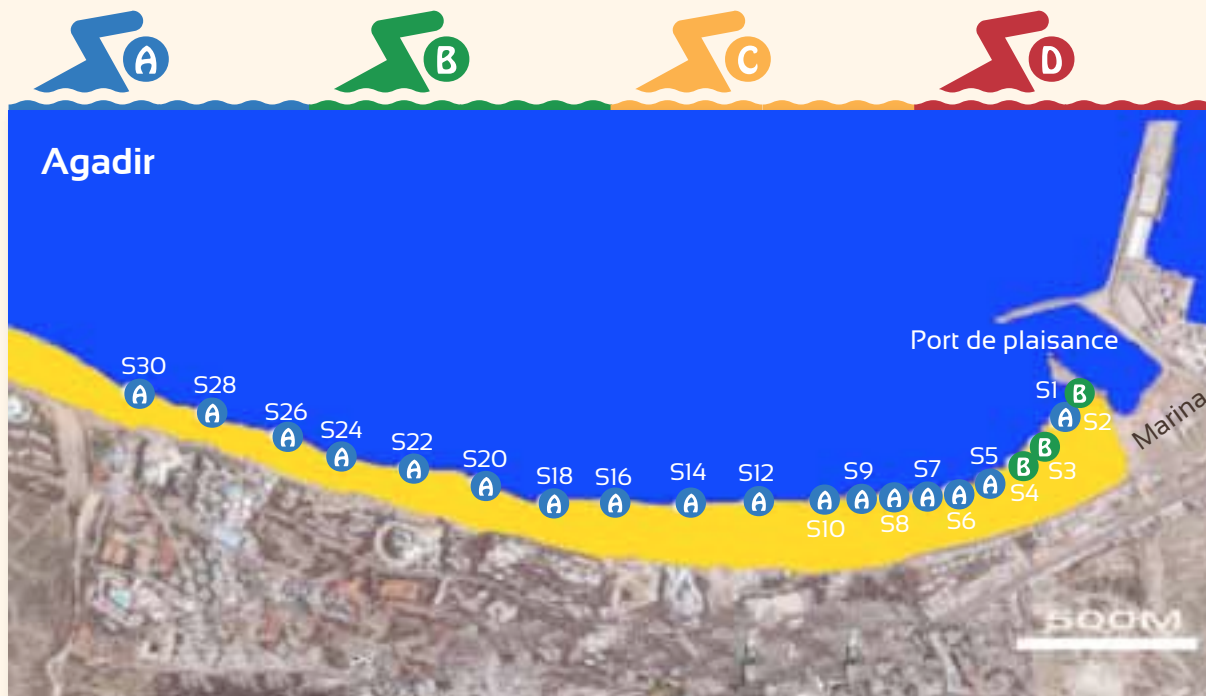 A B C D
Agadir
Port de plaisance
Marina
S1 B
A S2
B S3
B S4
S5 A
A S6
S7 A
A S8
S9 A
A S10
S12 A
S14 A
S16 A
S18 A
S20 A
S22 A
S24 A
S26 A
S28 A
S30 A
500M